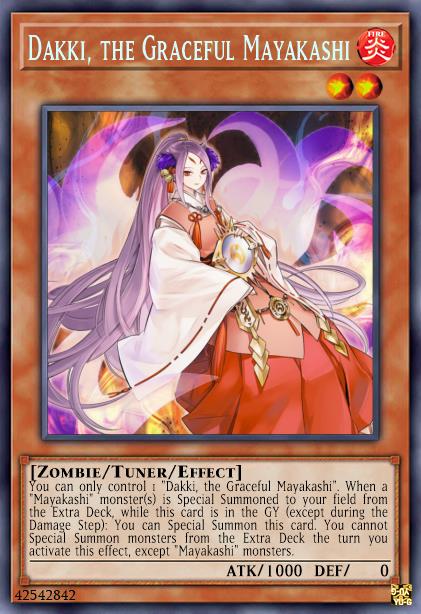 DAKKI, THE GRACEFUL MAYAKASHI
FIRE
炎
[ZOMBIE/TUNER/EFFECT]
You can only control 1 "Dakki, the Graceful Mayakashi". When a
"Mayakashi" monster(s) is Special Summoned to your field from
the Extra Deck, while this card is in the GY (except during the
Damage Step): You can Special Summon this card. You cannot
Special Summon monsters from the Extra Deck the turn you
activate this effect, except "Mayakashi" monsters.
ATK/1000 DEF/ 0
42542842